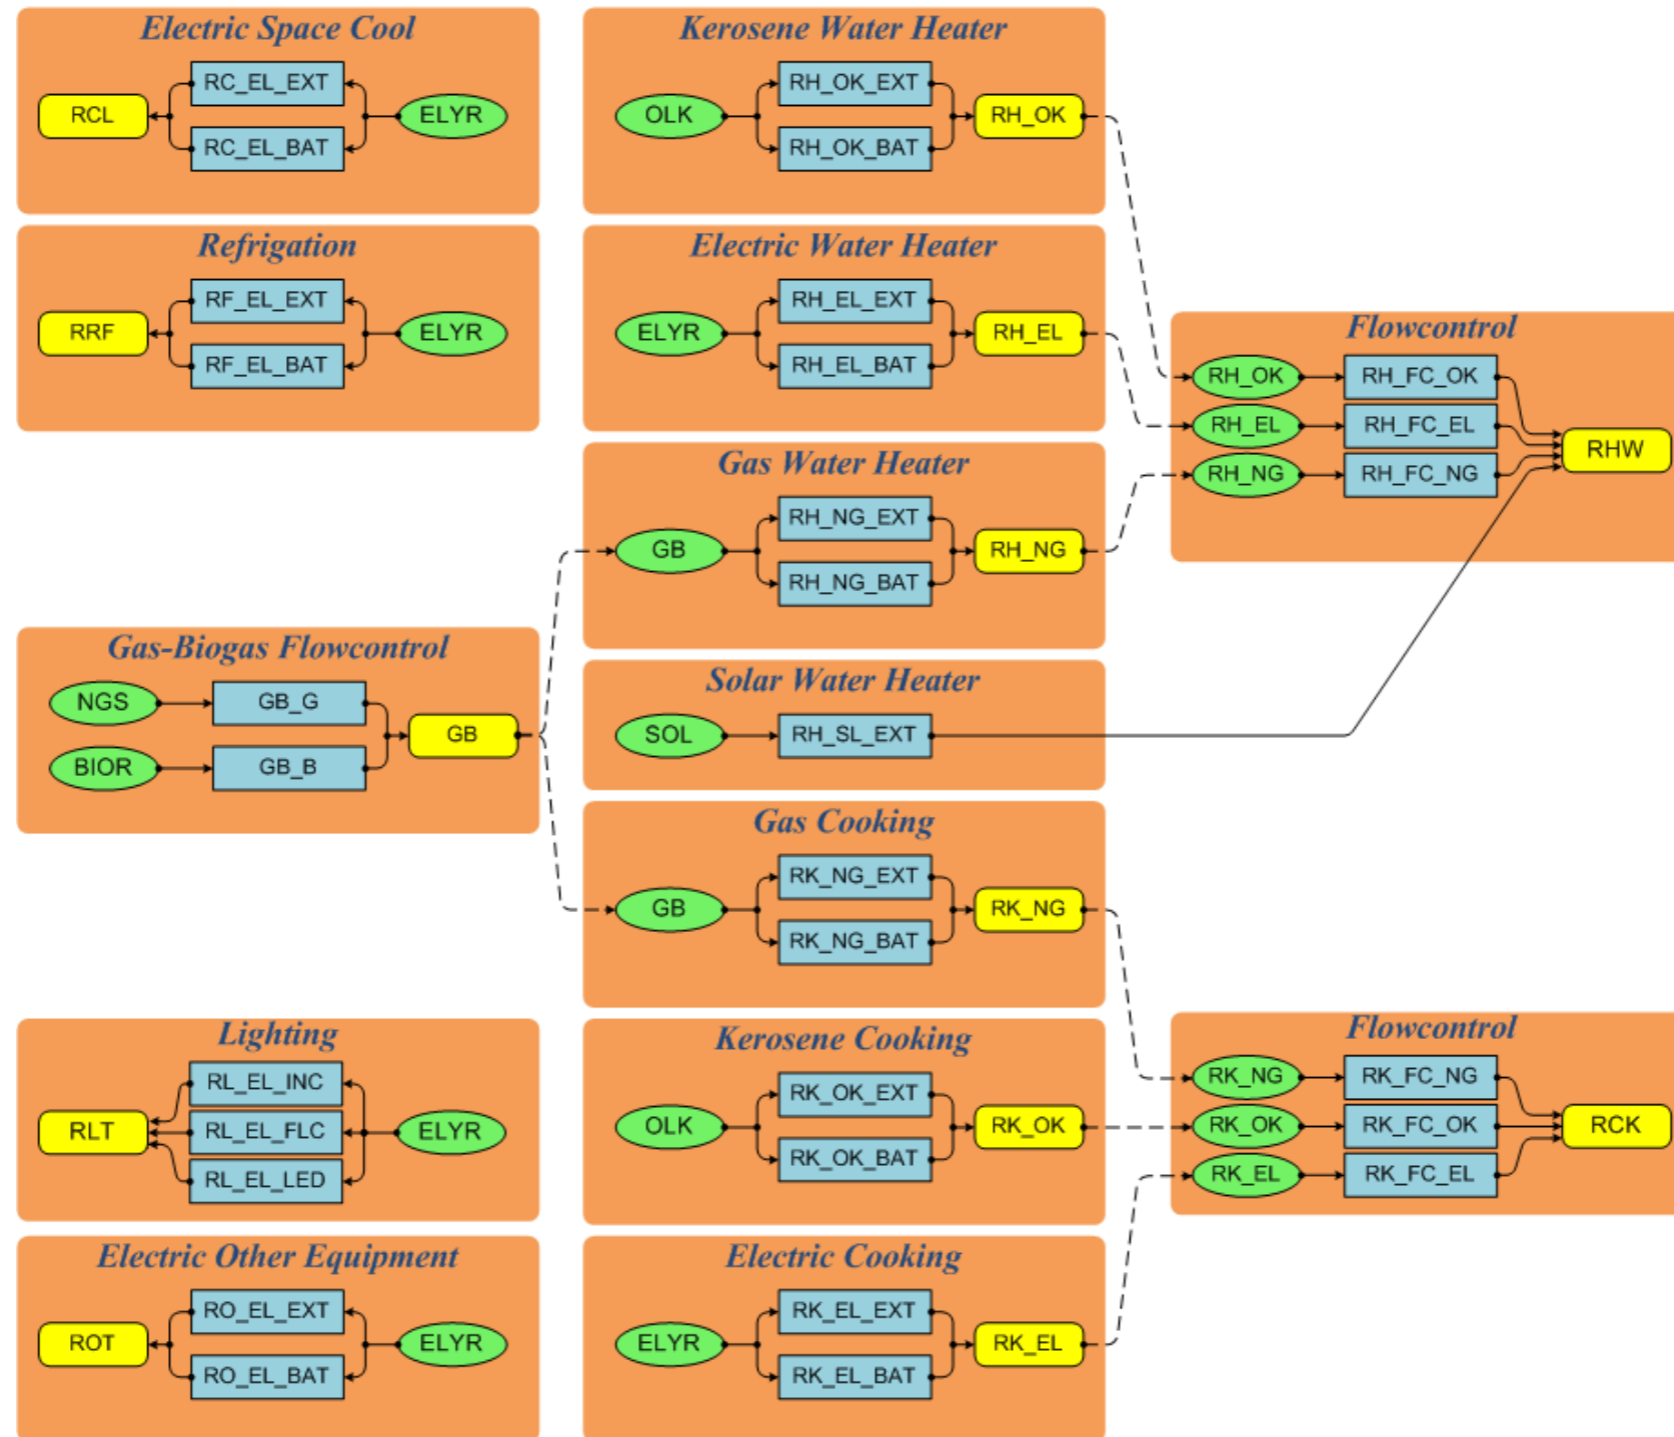 Electric Space Cool
RC_EL_EXT
RCL
ELYR
RC_EL_BAT
Refrigation
RF_EL_EXT
RRF
ELYR
RF_EL_BAT
Gas-Biogas Flowcontrol
NGS
GB_G
GB
BIOR
GB_B
Lighting
RL_EL_INC
RLT
RL_EL_FLC
ELYR
RL_EL_LED
Electric Other Equipment
RO_EL_EXT
ROT
ELYR
RO_EL_BAT
Kerosene Water Heater
RH_OK_EXT
OLK
RH_OK
RH_OK_BAT
Electric Water Heater
RH_EL_EXT
ELYR
RH_EL
RH_EL_BAT
Gas Water Heater
RH_NG_EXT
GB
RH_NG
RH_NG_BAT
Solar Water Heater
SOL
RH_SL_EXT
Gas Cooking
RK_NG_EXT
GB
RK_NG
RK_NG_BAT
Kerosene Cooking
RK_OK_EXT
OLK
RK_OK
RK_OK_BAT
Electric Cooking
RK_EL_EXT
ELYR
RK_EL
RK_EL_BAT
Flowcontrol
RH_OK
RH_FC_OK
RH_EL
RH_FC_EL
RHW
RH_NG
RH_FC_NG
Flowcontrol
RK_NG
RK_FC_NG
RK_OK
RK_FC_OK
RCK
RK_EL
RK_FC_EL